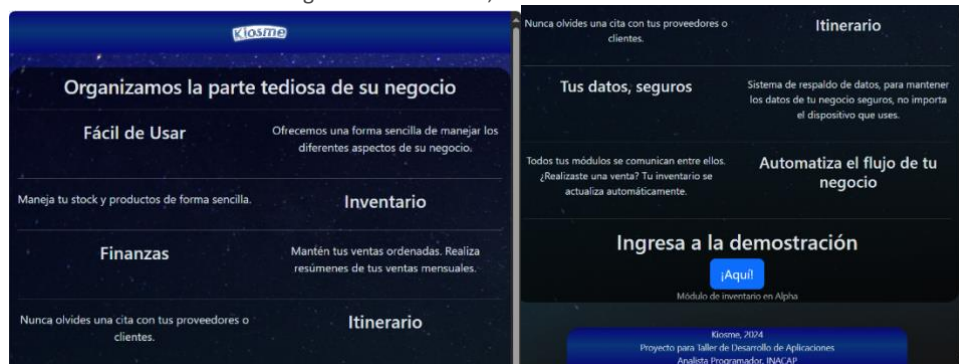 Kiosme
Organizamos la parte tediosa de su negocio
Fácil de Usar
Ofrecemos una forma sencilla de manejar los
diferentes aspectos de su negocio.
Maneja tu stock y productos de forma sencilla.
Inventario
Finanzas
Mantén tus ventas ordenadas. Realiza
resúmenes de tus ventas mensuales.
Nunca olvides una cita con tus proveedores o
clientes.
Itinerario
Nunca olvides una cita con tus proveedores o
clientes.
Itinerario
Tus datos, seguros
Sistema de respaldo de datos, para mantener
los datos de tu negocio seguros, no importa
el dispositivo que uses.
Todos tus módulos se comunican entre ellos.
¿Realizaste una venta? Tu inventario se
actualiza automáticamente.
Automatiza el flujo de tu
negocio
Ingresa a la demostración
¡Aquí!
Módulo de inventario en Alpha
Kiosme, 2024
Proyecto para Taller de Desarrollo de Aplicaciones
Analista Programador, INACAP